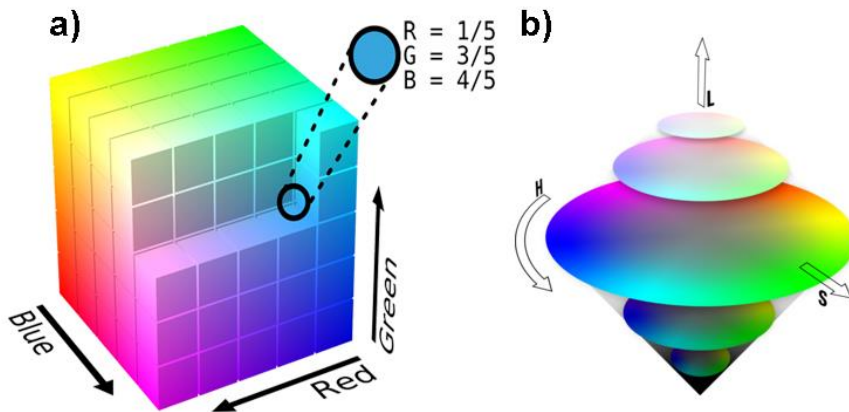 a)
R = 1/5
G = 3/5
B = 4/5
Blue
Red
Green
b)
L
H
S